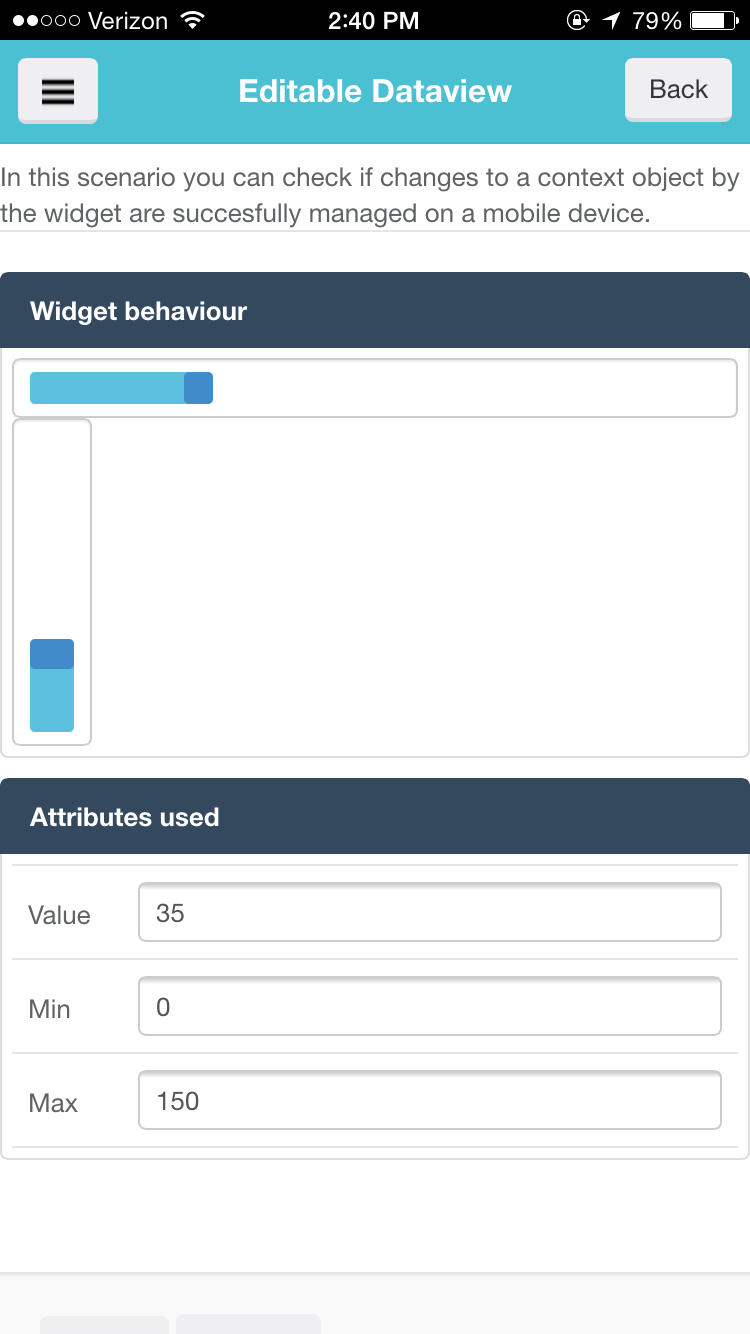 Verizon 2:40 PM 79%
Editable Dataview
Back
In this scenario you can check if changes to a context object by
the widget are succesfully managed on a mobile device.
Widget behaviour
Attributes used
Value 35
Min 0
Max 150